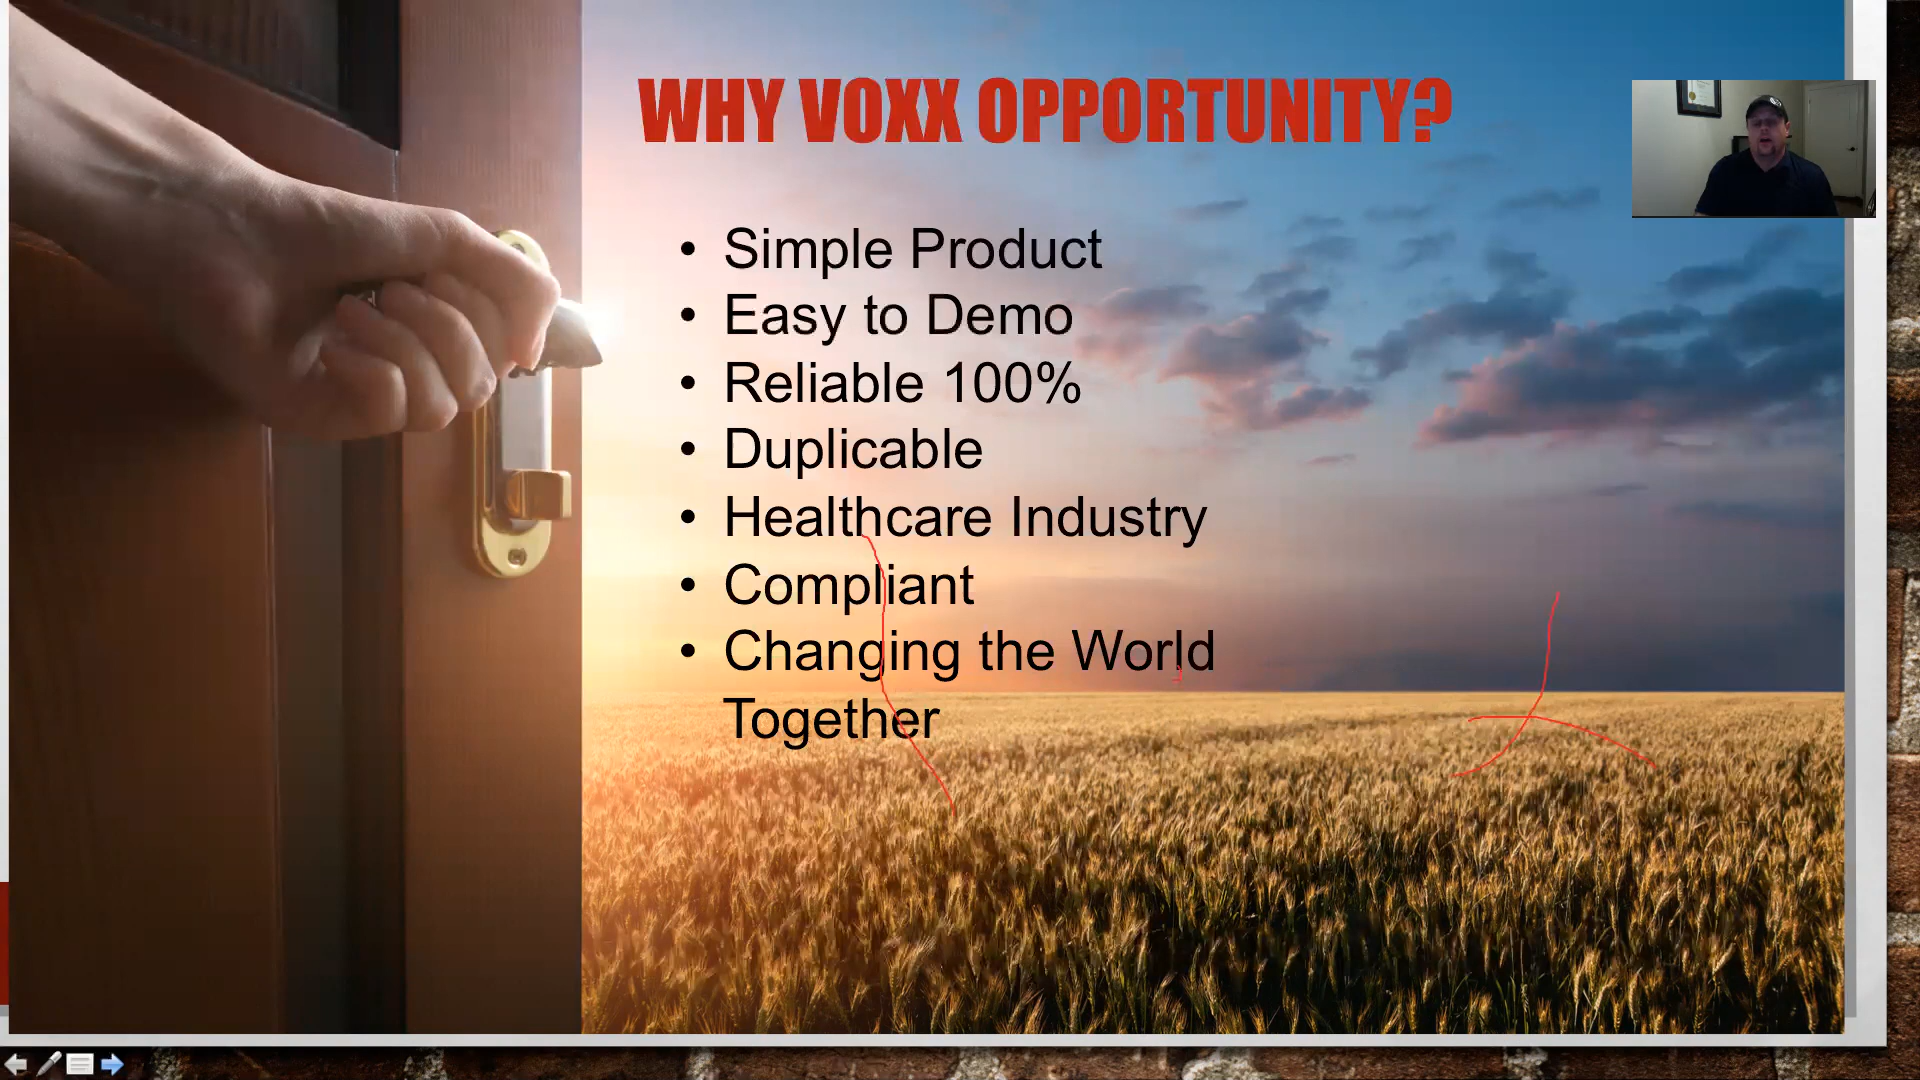 WHY VOXX OPPORTUNITY?
• Simple Product
• Easy to Demo
• Reliable 100%
• Duplicable
• Healthcare Industry
• Compliant
• Changing the World
Together